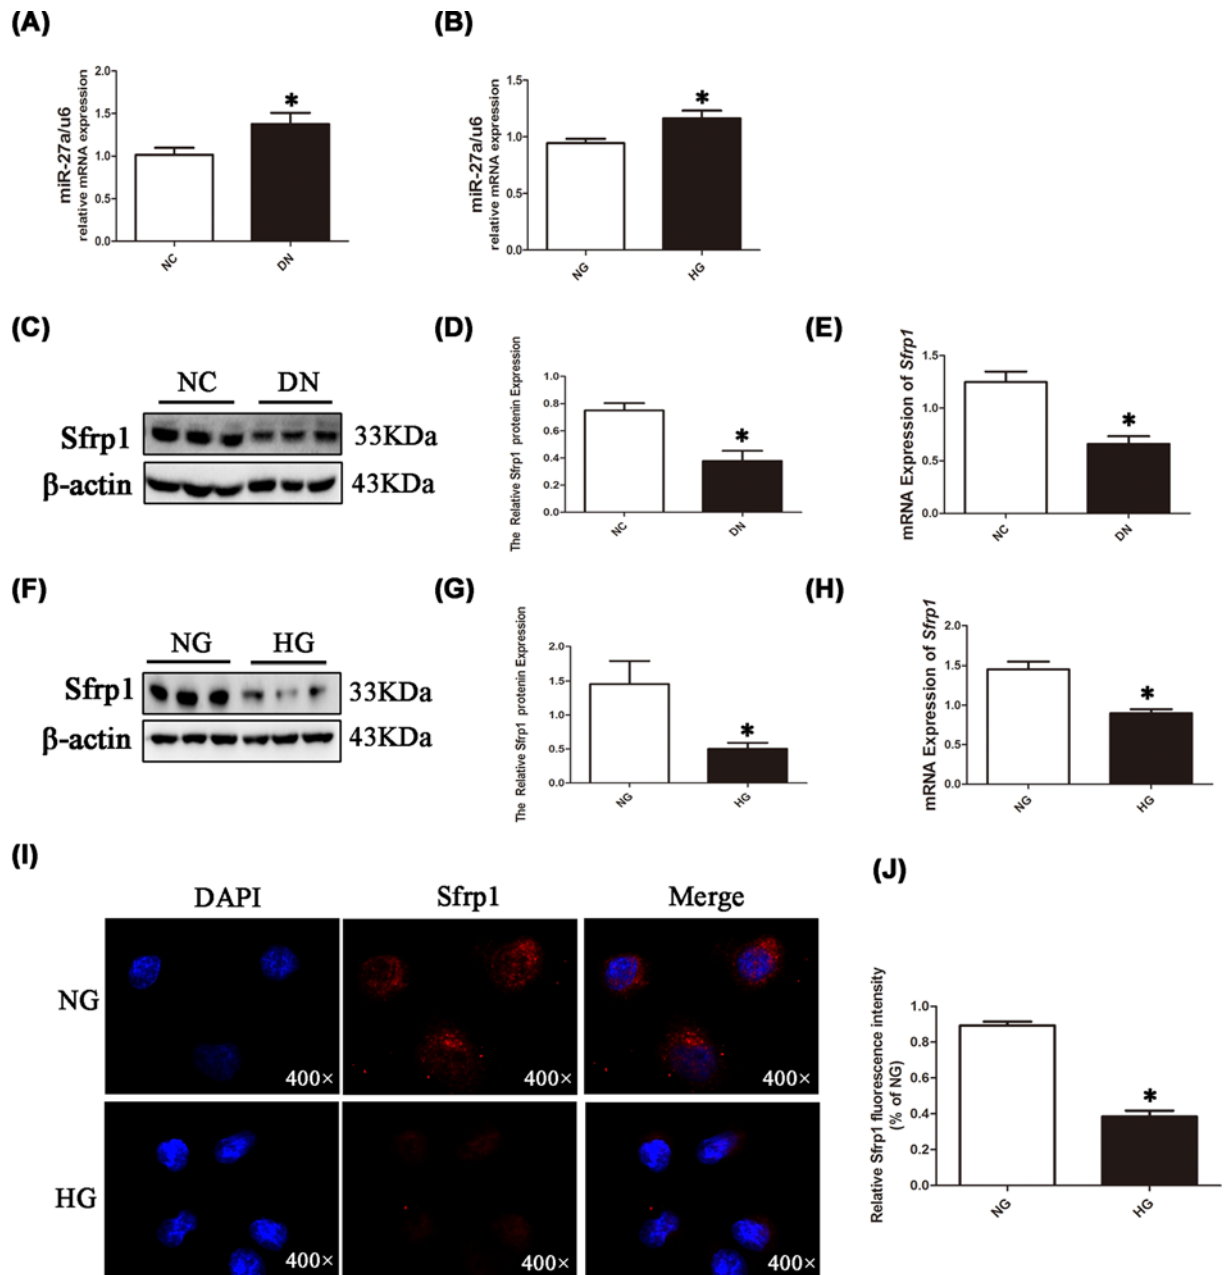 (A)
miR-27a/u6
relative mRNA expression
2.0
1.5
1.0
0.5
0.0
*
NC
DN
(B)
miR-27a/u6
relative mRNA expression
1.5
1.0
0.5
0.0
*
NG
HG
(C)
NC DN
Sfrp1 33KDa
β-actin 43KDa
(D)
The Relative Sfrp1 protenin Expression
1.0
0.8
0.6
0.4
0.2
0.0
*
NC
DN
(E)
mRNA Expression of Sfrp1
1.5
1.0
0.5
0.0
*
NC
DN
(F)
NG HG
Sfrp1 33KDa
β-actin 43KDa
(G)
The Relative Sfrp1 protenin Expression
2.0
1.5
1.0
0.5
0.0
*
NG
HG
(H)
mRNA Expression of Sfrp1
2.0
1.5
1.0
0.5
0.0
*
NG
HG
(I)
DAPI Sfrp1 Merge
NG
400× 400× 400×
HG
400× 400× 400×
(J)
Relative Sfrp1 fluorescence intensity
(% of NG)
1.0
0.8
0.6
0.4
0.2
0.0
*
NG
HG